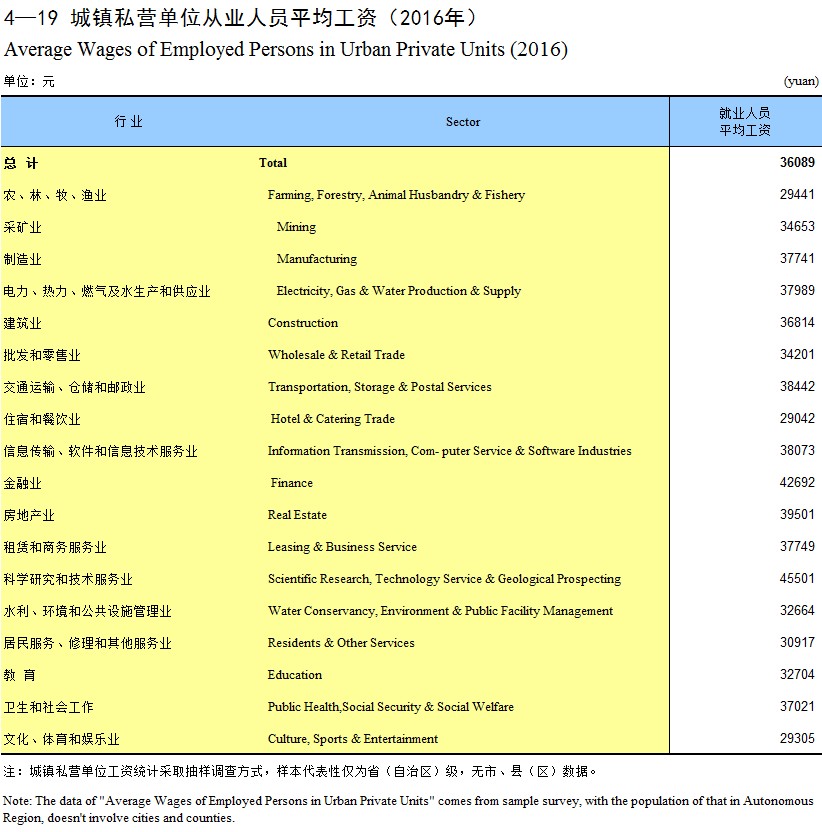 4—19 城镇私营单位从业人员平均工资（2016年）
Average Wages of Employed Persons in Urban Private Units (2016)
单位：元 (yuan)
行 业 Sector 就业人员
平均工资
总 计 Total 36089
农、林、牧、渔业 Farming, Forestry, Animal Husbandry & Fishery 29441
采矿业 Mining 34653
制造业 Manufacturing 37741
电力、热力、燃气及水生产和供应业 Electricity, Gas & Water Production & Supply 37989
建筑业 Construction 36814
批发和零售业 Wholesale & Retail Trade 34201
交通运输、仓储和邮政业 Transportation, Storage & Postal Services 38442
住宿和餐饮业 Hotel & Catering Trade 29042
信息传输、软件和信息技术服务业 Information Transmission, Com- puter Service & Software Industries 38073
金融业 Finance 42692
房地产业 Real Estate 39501
租赁和商务服务业 Leasing & Business Service 37749
科学研究和技术服务业 Scientific Research, Technology Service & Geological Prospecting 45501
水利、环境和公共设施管理业 Water Conservancy, Environment & Public Facility Management 32664
居民服务、修理和其他服务业 Residents & Other Services 30917
教 育 Education 32704
卫生和社会工作 Public Health,Social Security & Social Welfare 37021
文化、体育和娱乐业 Culture, Sports & Entertainment 29305
注：城镇私营单位工资统计采取抽样调查方式，样本代表性仅为省（自治区）级，无市、县（区）数据。
Note: The data of "Average Wages of Employed Persons in Urban Private Units" comes from sample survey, with the population of that in Autonomous
Region, doesn't involve cities and counties.